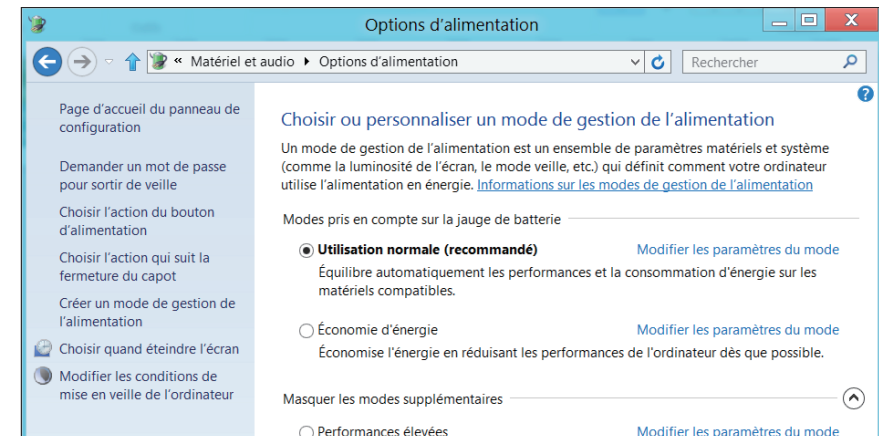 Options d'alimentation
X
« Matériel et audio ▸ Options d'alimentation
Rechercher
?
Page d'accueil du panneau de
configuration
Demander un mot de passe
pour sortir de veille
Choisir l'action du bouton
d'alimentation
Choisir l'action qui suit la
fermeture du capot
Créer un mode de gestion de
l'alimentation
Choisir quand éteindre l'écran
Modifier les conditions de
mise en veille de l'ordinateur
Choisir ou personnaliser un mode de gestion de l'alimentation
Un mode de gestion de l'alimentation est un ensemble de paramètres matériels et système
(comme la luminosité de l'écran, le mode veille, etc.) qui définit comment votre ordinateur
utilise l'alimentation en énergie. Informations sur les modes de gestion de l'alimentation
Modes pris en compte sur la jauge de batterie
Utilisation normale (recommandé) Modifier les paramètres du mode
Équilibre automatiquement les performances et la consommation d'énergie sur les
matériels compatibles.
Économie d'énergie Modifier les paramètres du mode
Économise l'énergie en réduisant les performances de l'ordinateur dès que possible.
Masquer les modes supplémentaires
Performances élevées Modifier les paramètres du mode